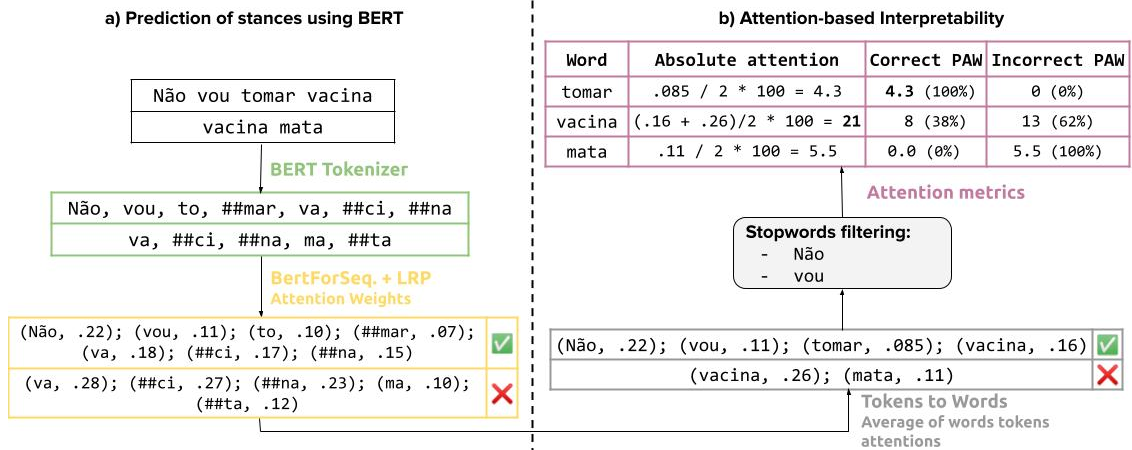 a) Prediction of stances using BERT
Não vou tomar vacina
vacina mata
BERT Tokenizer
Não, vou, to, ##mar, va, ##ci, ##na
va, ##ci, ##na, ma, ##ta
BertForSeq. + LRP
Attention Weights
(Não, .22); (vou, .11); (to, .10); (##mar, .07);
(va, .18); (##ci, .17); (##na, .15)
(va, .28); (##ci, .27); (##na, .23); (ma, .10);
(##ta, .12)
b) Attention-based Interpretability
Word Absolute attention Correct PAW Incorrect PAW
tomar .085 / 2 * 100 = 4.3 4.3 (100%) 0 (0%)
vacina (.16 + .26)/2 * 100 = 21 8 (38%) 13 (62%)
mata .11 / 2 * 100 = 5.5 0.0 (0%) 5.5 (100%)
Attention metrics
Stopwords filtering:
- Não
- vou
(Não, .22); (vou, .11); (tomar, .085); (vacina, .16)
(vacina, .26); (mata, .11)
Tokens to Words
Average of words tokens
attentions